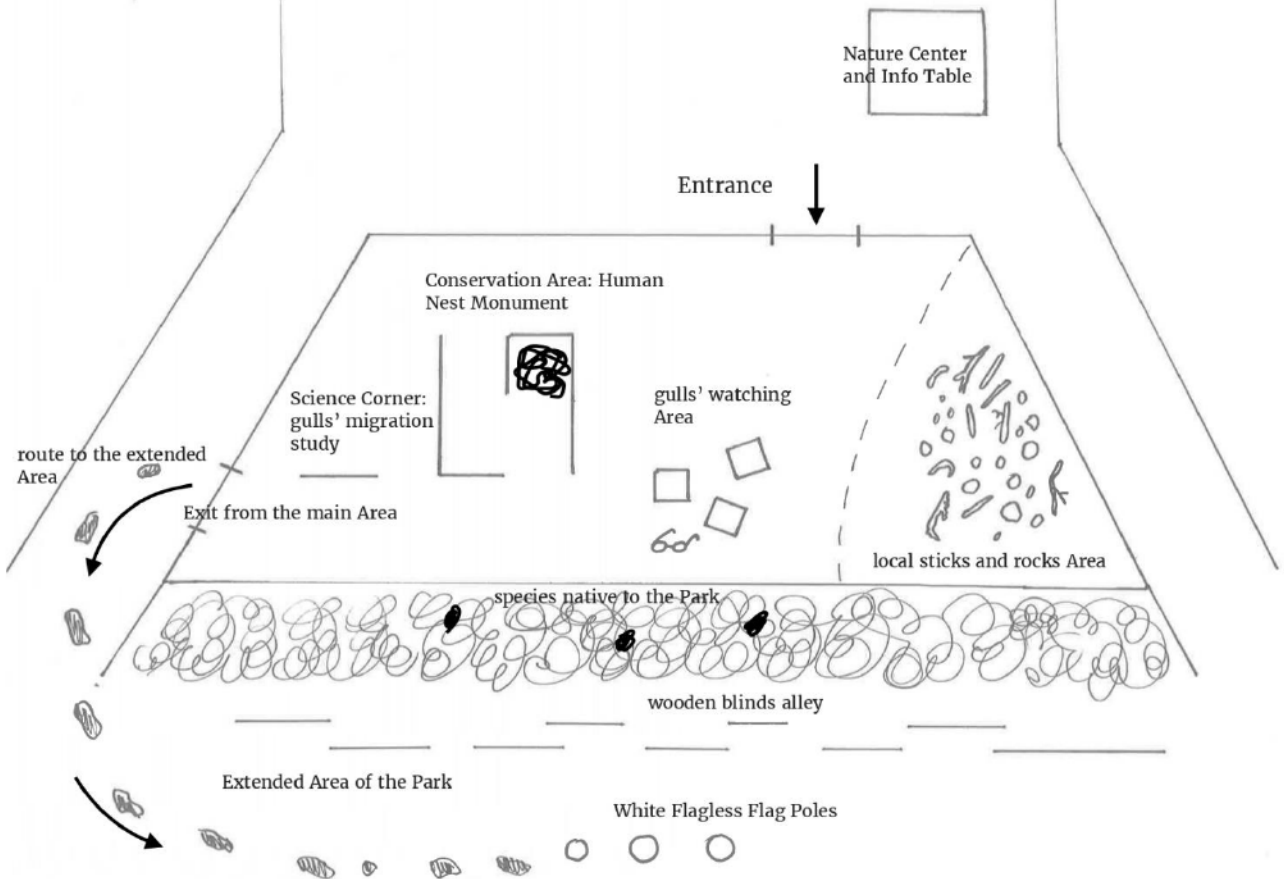 Nature Center
and Info Table
Entrance
Conservation Area: Human
Nest Monument
Science Corner:
gulls’ migration
study
gulls’ watching
Area
route to the extended
Area
Exit from the main Area
local sticks and rocks Area
species native to the Park
wooden blinds alley
Extended Area of the Park
White Flagless Flag Poles